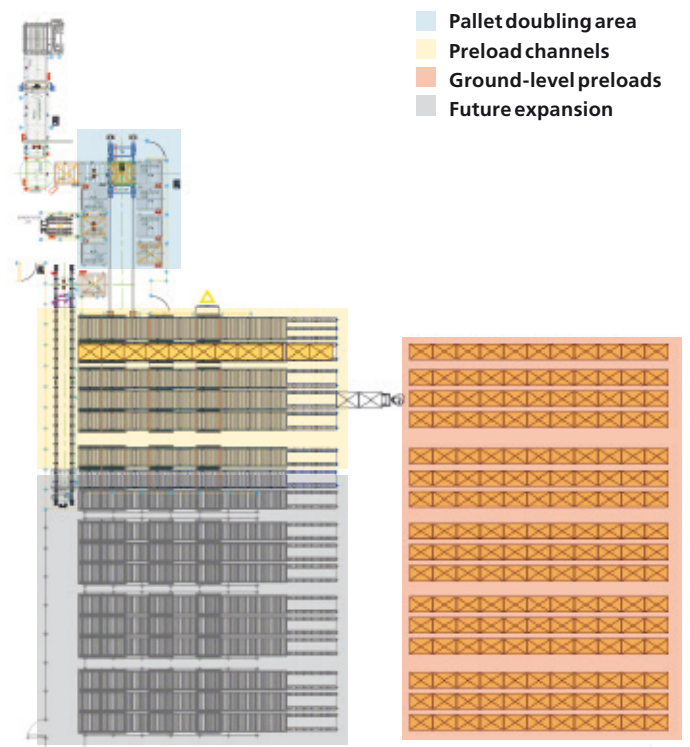 Pallet doubling area
Preload channels
Ground-level preloads
Future expansion